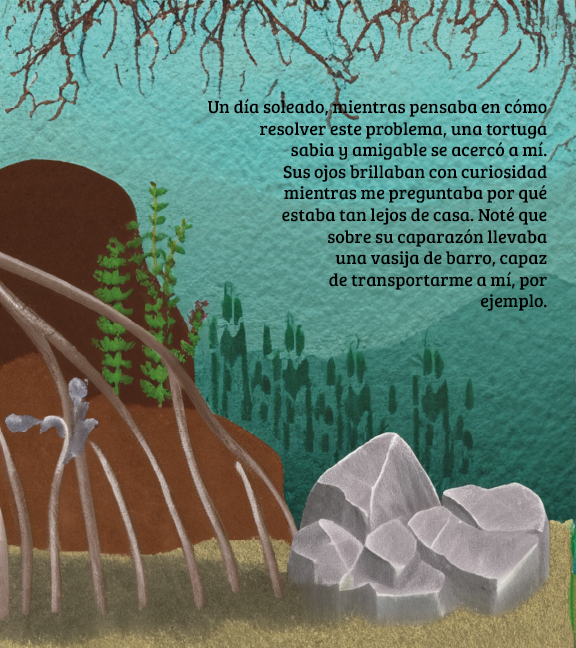 Un día soleado, mientras pensaba en cómo
resolver este problema, una tortuga
sabia y amigable se acercó a mí.
Sus ojos brillaban con curiosidad
mientras me preguntaba por qué
estaba tan lejos de casa. Noté que
sobre su caparazón llevaba
una vasija de barro, capaz
de transportarme a mí, por
ejemplo.